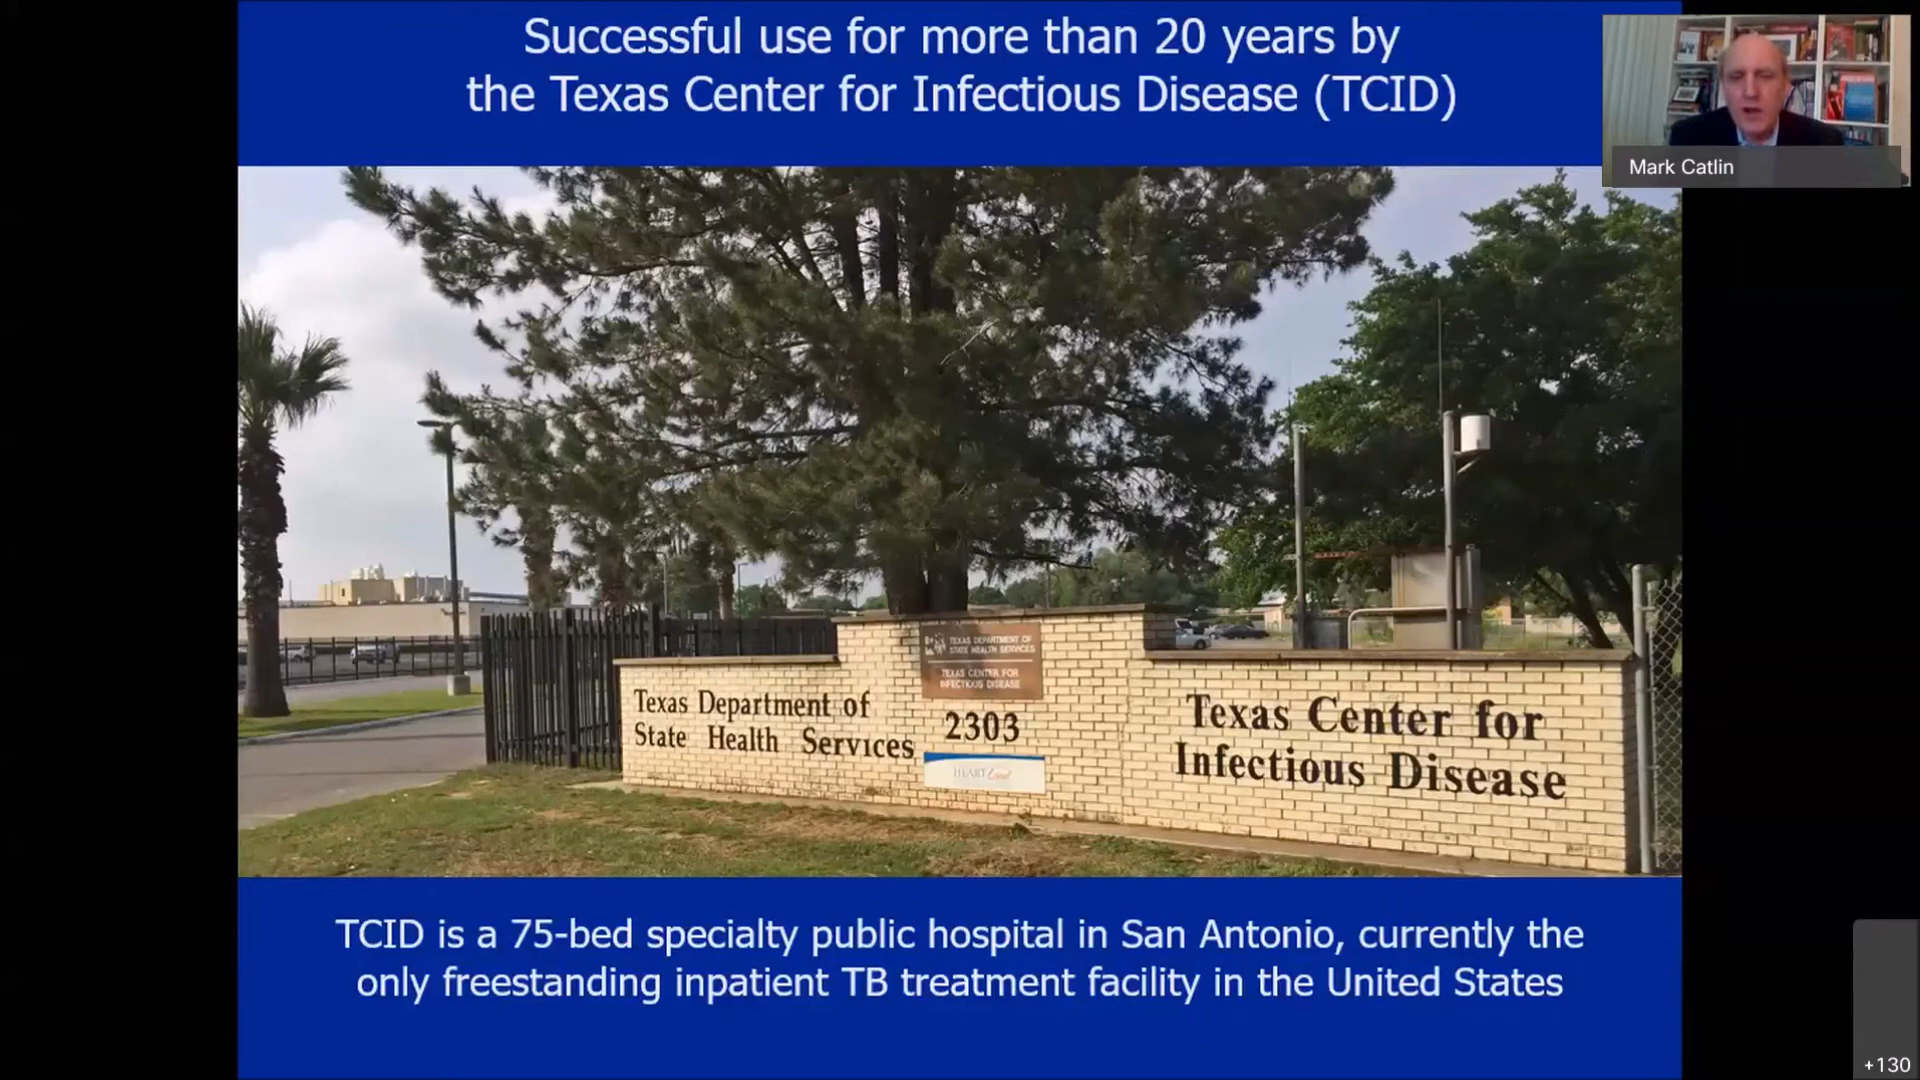 Successful use for more than 20 years by
the Texas Center for Infectious Disease (TCID)
Mark Catlin
TEXAS DEPARTMENT OF
STATE HEALTH SERVICES
TEXAS CENTER FOR
INFECTIOUS DISEASE
Texas Department of
State Health Services
2303
HEART
Texas Center for
Infectious Disease
TCID is a 75-bed specialty public hospital in San Antonio, currently the
only freestanding inpatient TB treatment facility in the United States
+130